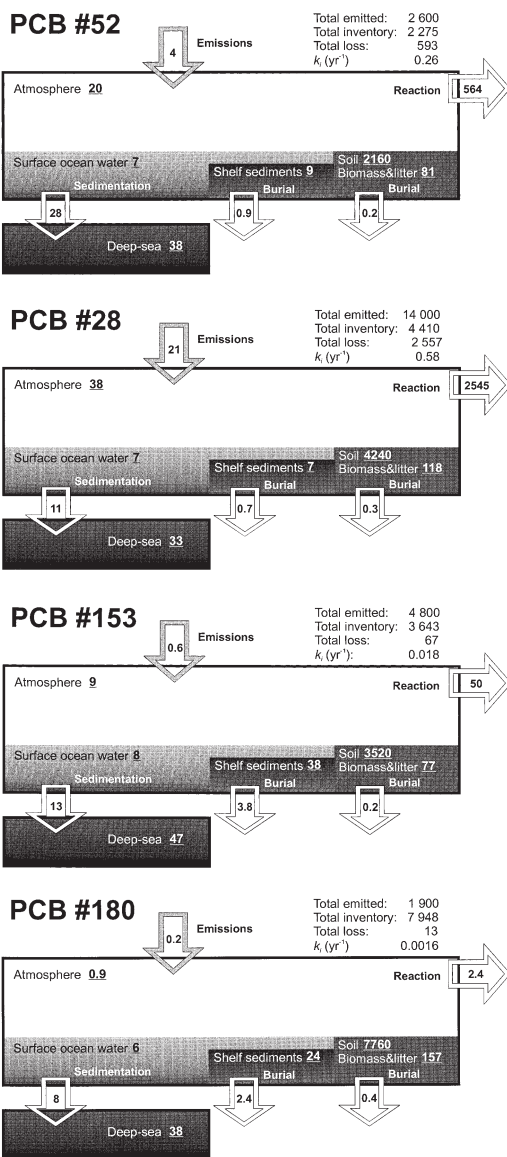 PCB #52
Total emitted: 2 600
Total inventory: 2 275
Total loss: 593
ki (yr-1) 0.26
4
Emissions
Atmosphere 20
Reaction
564
Surface ocean water 7
Sedimentation
Shelf sediments 9
Burial
Soil 2160
Biomass&litter 81
Burial
28
0.9
0.2
Deep-sea 38
PCB #28
Total emitted: 14 000
Total inventory: 4 410
Total loss: 2 557
ki (yr-1) 0.58
21
Emissions
Atmosphere 38
Reaction
2545
Surface ocean water 7
Sedimentation
Shelf sediments 7
Burial
Soil 4240
Biomass&litter 118
Burial
11
0.7
0.3
Deep-sea 33
PCB #153
Total emitted: 4 800
Total inventory: 3 643
Total loss: 67
ki (yr-1): 0.018
0.6
Emissions
Atmosphere 9
Reaction
50
Surface ocean water 8
Sedimentation
Shelf sediments 38
Burial
Soil 3520
Biomass&litter 77
Burial
13
3.8
0.2
Deep-sea 47
PCB #180
Total emitted: 1 900
Total inventory: 7 948
Total loss: 13
ki (yr-1) 0.0016
0.2
Emissions
Atmosphere 0.9
Reaction
2.4
Surface ocean water 6
Sedimentation
Shelf sediments 24
Burial
Soil 7760
Biomass&litter 157
Burial
8
2.4
0.4
Deep-sea 38